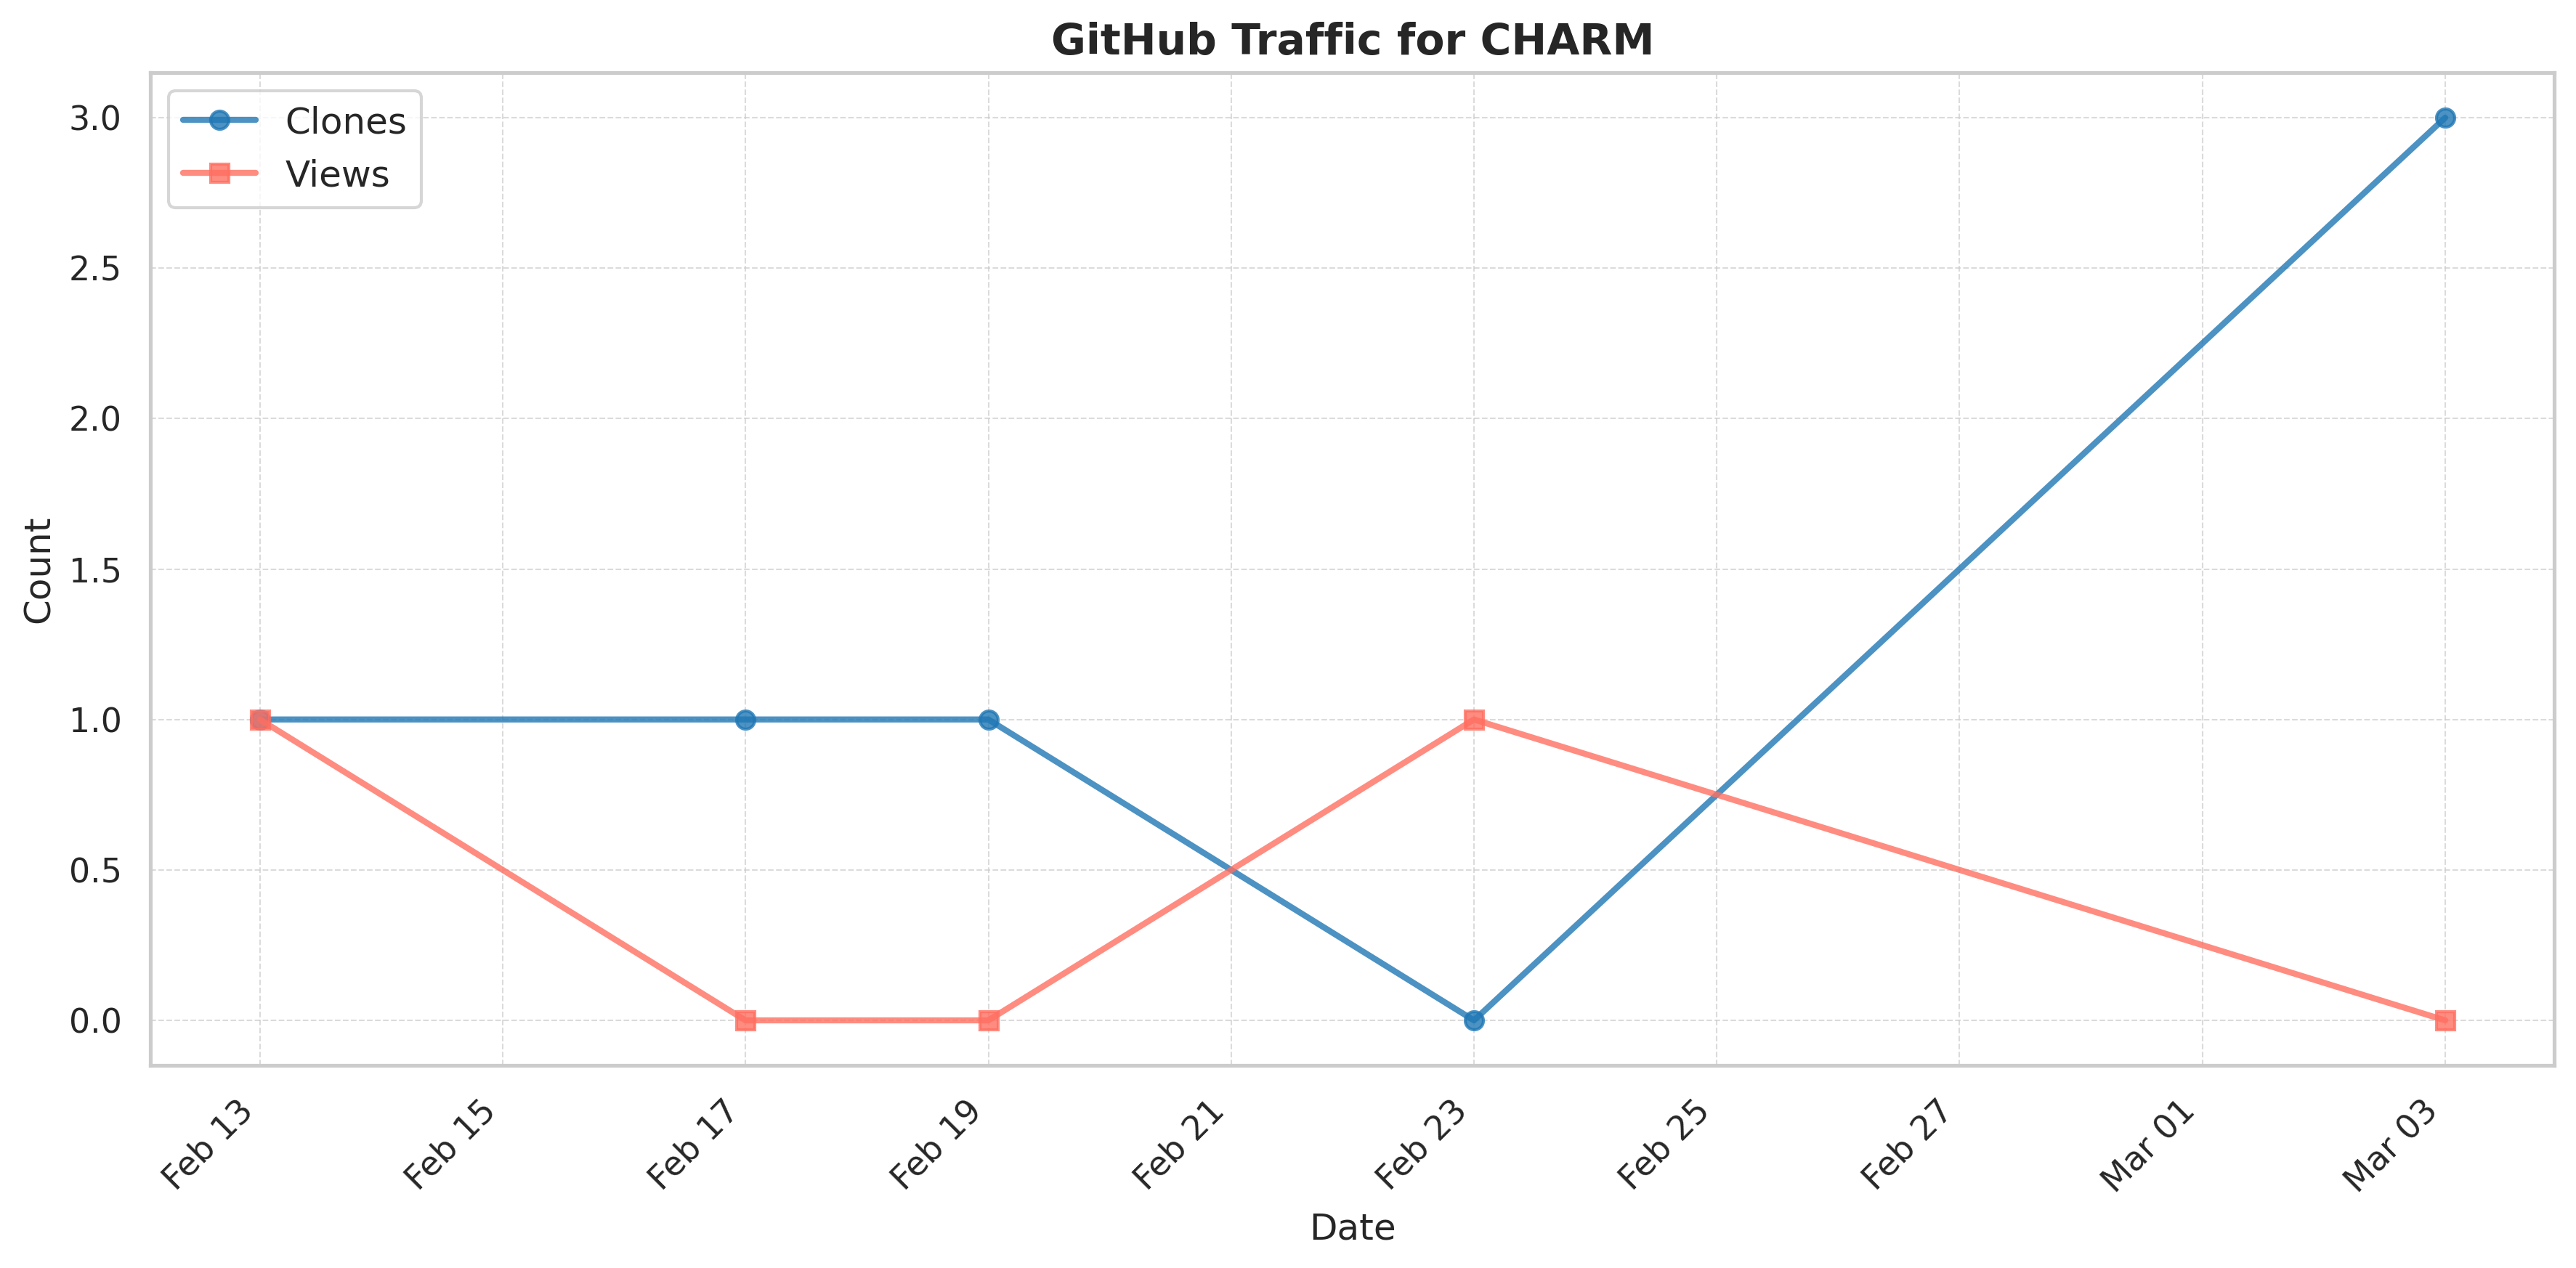 GitHub Traffic for CHARM
Clones
Views
3.0
2.5
2.0
1.5
1.0
0.5
0.0
Count
Feb 13
Feb 15
Feb 17
Feb 19
Feb 21
Feb 23
Feb 25
Feb 27
Mar 01
Mar 03
Date